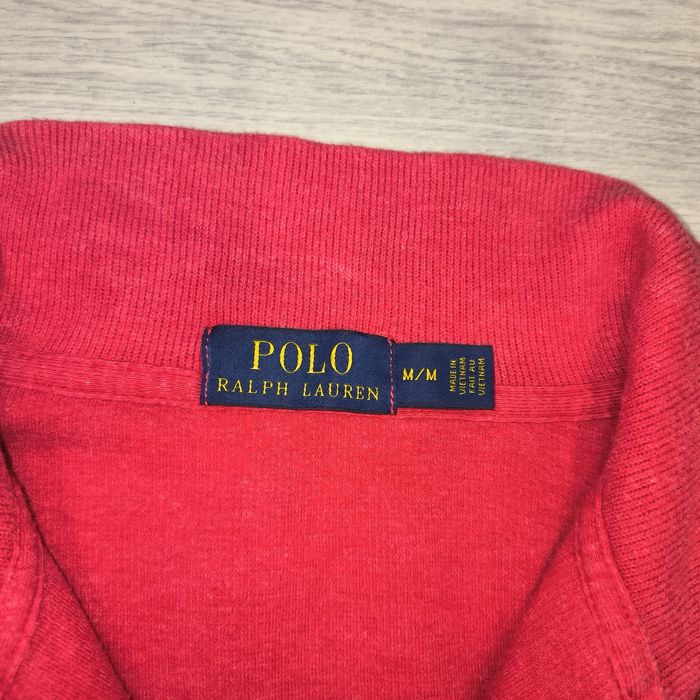 POLO
RALPH LAUREN
M/M
MADE IN
VIETNAM
FAIT AU
VIETNAM